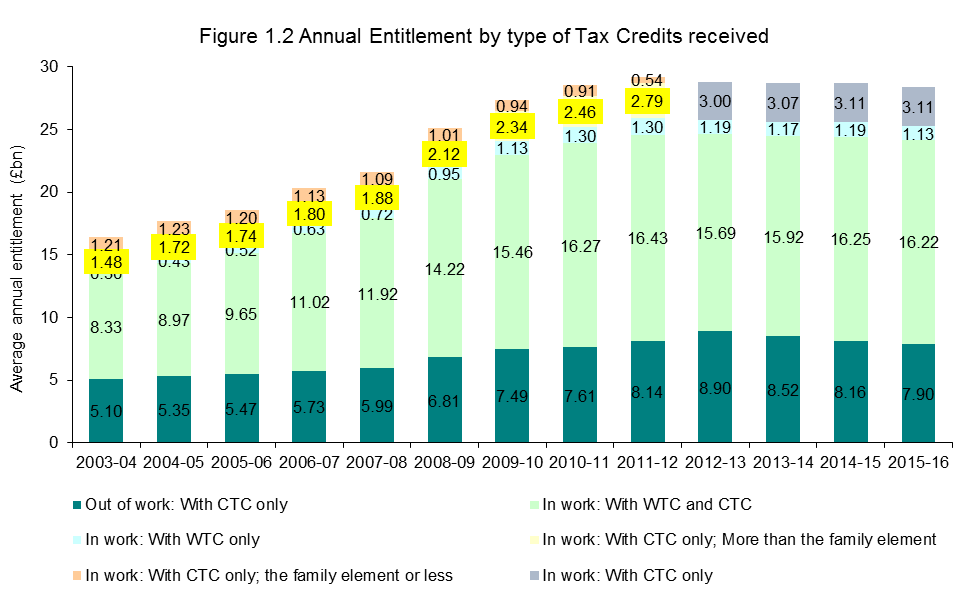 Figure 1.2 Annual Entitlement by type of Tax Credits received
Average annual entitlement (£bn)
30
25
20
15
10
5
0
1.21 1.23 1.20 1.13 1.09 1.01 0.94 0.91 0.54
1.48 1.72 1.74 1.80 1.88 2.12 2.34 2.46 2.79 3.00 3.07 3.11 3.11
0.43 0.52 0.63 0.72 0.95 1.13 1.30 1.30 1.19 1.17 1.19 1.13
8.33 8.97 9.65 11.02 11.92 14.22 15.46 16.27 16.43 15.69 15.92 16.25 16.22
5.10 5.35 5.47 5.73 5.99 6.81 7.49 7.61 8.14 8.90 8.52 8.16 7.90
2003-04 2004-05 2005-06 2006-07 2007-08 2008-09 2009-10 2010-11 2011-12 2012-13 2013-14 2014-15 2015-16
Out of work: With CTC only
In work: With WTC and CTC
In work: With WTC only
In work: With CTC only; More than the family element
In work: With CTC only; the family element or less
In work: With CTC only